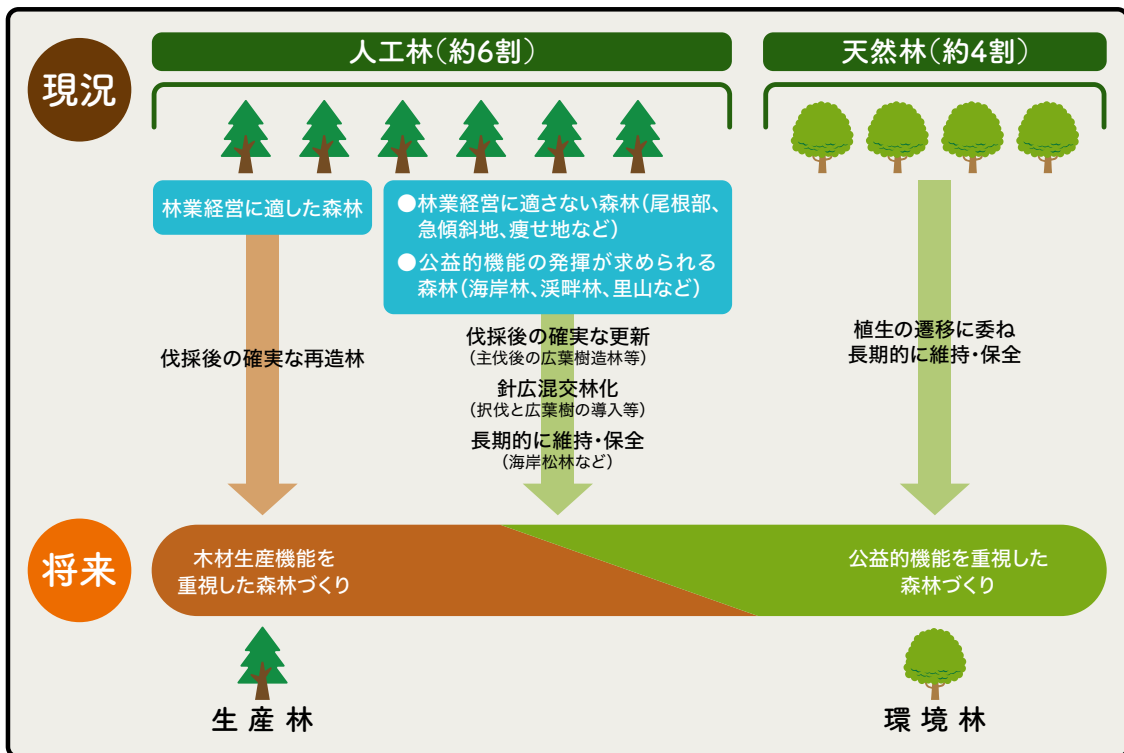 現況
人工林(約6割)
天然林(約4割)
林業経営に適した森林
●林業経営に適さない森林(尾根部、
急傾斜地、痩せ地など)
●公益的機能の発揮が求められる
森林(海岸林、渓畔林、里山など)
伐採後の確実な再造林
伐採後の確実な更新
(主伐後の広葉樹造林等)
針広混交林化
(択伐と広葉樹の導入等)
長期的に維持・保全
(海岸松林など)
植生の遷移に委ね
長期的に維持・保全
将来
木材生産機能を
重視した森林づくり
公益的機能を重視した
森林づくり
生産林
環境林